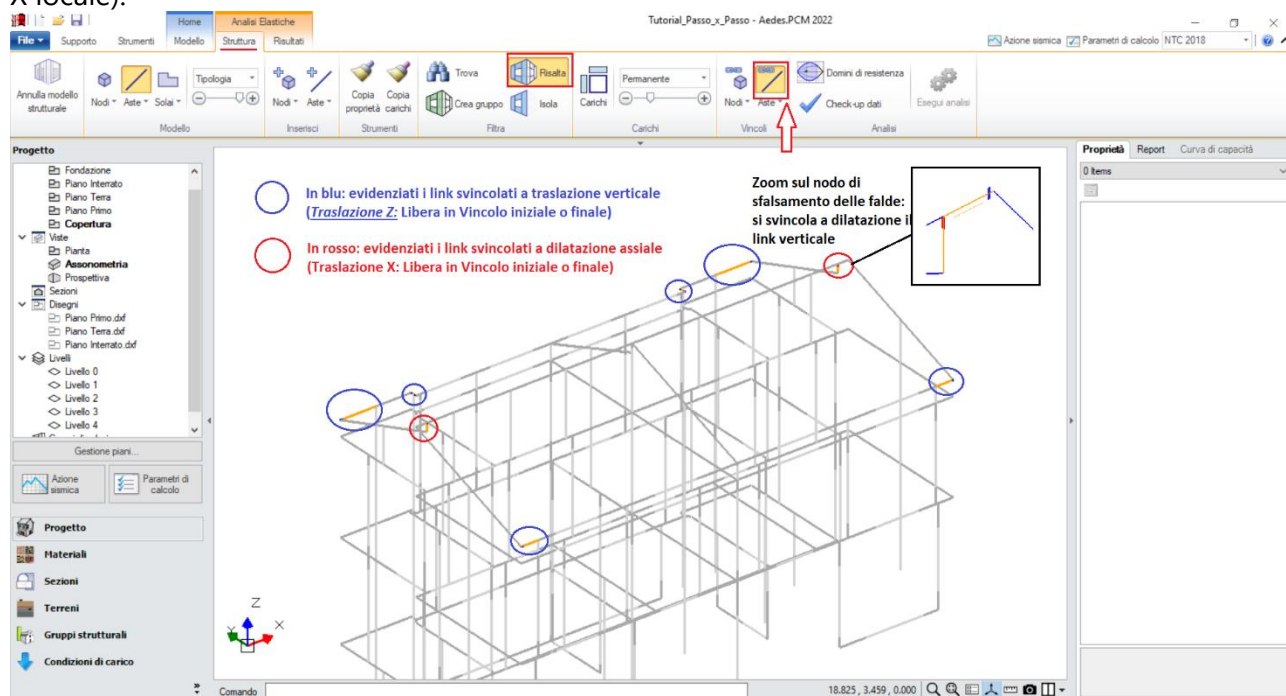 X locale).
Home
Analisi Elastiche
Tutorial_Passo_x_Passo - Aedes.PCM 2022
File
Supporto
Strumenti
Modello
Struttura
Risultati
Azione sismica
Parametri di calcolo
NTC 2018
Annulla modello
strutturale
Nodi
Aste
Solai
Tipologia
Modello
Nodi
Aste
Inserisci
Copia
proprietà
Copia
carichi
Strumenti
Trova
Risalta
Crea gruppo
Isola
Filtra
Carichi
Permanente
Carichi
Nodi
Aste
Vincoli
Domini di resistenza
Check-up dati
Esegui analisi
Analisi
Progetto
Fondazione
Piano Interrato
Piano Terra
Piano Primo
Copertura
Viste
Pianta
Assonometria
Prospettiva
Sezioni
Disegni
Piano Primo.dxf
Piano Terra.dxf
Piano Interrato.dxf
Livelli
Livello 0
Livello 1
Livello 2
Livello 3
Livello 4
Gestione piani...
Azione
sismica
Parametri di
calcolo
Progetto
Materiali
Sezioni
Terreni
Gruppi strutturali
Condizioni di carico
In blu: evidenziati i link svincolati a traslazione verticale
(Traslazione Z: Libera in Vincolo iniziale o finale)
In rosso: evidenziati i link svincolati a dilatazione assiale
(Traslazione X: Libera in Vincolo iniziale o finale)
Zoom sul nodo di
sfalsamento delle falde:
si svincola a dilatazione il
link verticale
Z
Y
X
Proprietà
Report
Curva di capacità
0 Items
Comando
18.825 , 3.459 , 0.000